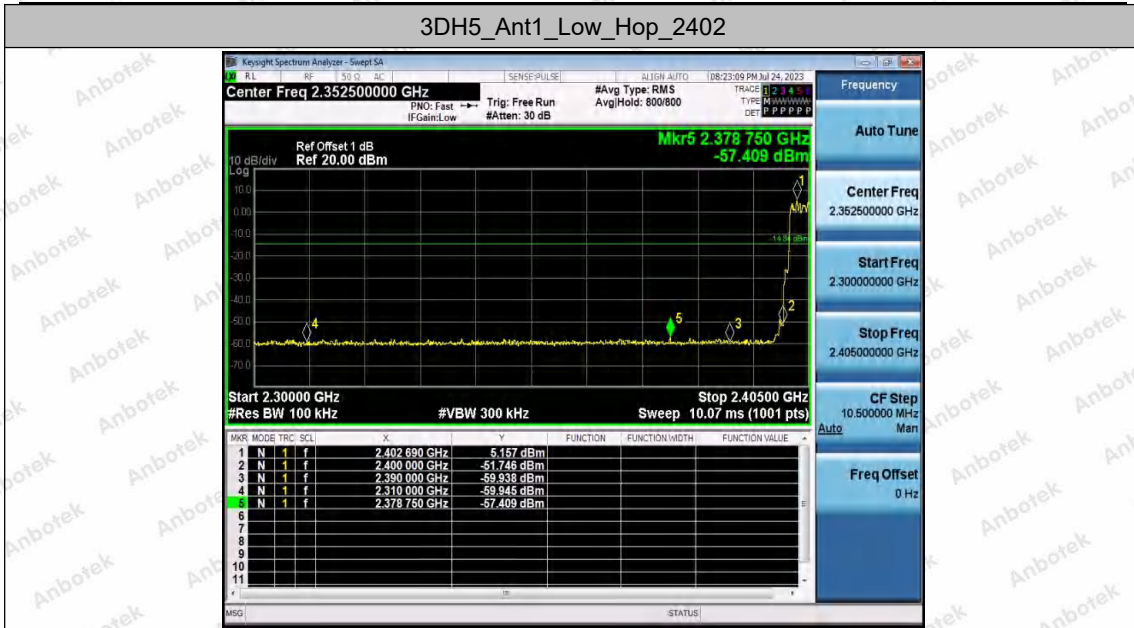 3DH5_Ant1_Low_Hop_2402
Keysight Spectrum Analyzer - Swept SA
RL RF 50 Ω AC SENSE:PULSE ALIGN AUTO 08:23:09 PM Jul 24, 2023
Center Freq 2.352500000 GHz
PNO: Fast
IFGain:Low
Trig: Free Run
#Atten: 30 dB
#Avg Type: RMS
Avg|Hold: 800/800
TRACE 1 2 3 4 5 6
TYPE M WWWWW
DET P P P P P P
Mkr5 2.378 750 GHz
-57.409 dBm
Ref Offset 1 dB
10 dB/div Ref 20.00 dBm
Log
10.0
0.00
-10.0
-20.0
-30.0
-40.0
-50.0
-60.0
-70.0
1
2
3
4
5
Start 2.30000 GHz Stop 2.40500 GHz
#Res BW 100 kHz #VBW 300 kHz Sweep 10.07 ms (1001 pts)
MKR MODE TRC SCL X Y FUNCTION FUNCTION WIDTH FUNCTION VALUE
1 N 1 f 2.402 690 GHz 5.157 dBm
2 N 1 f 2.400 000 GHz -51.746 dBm
3 N 1 f 2.390 000 GHz -59.938 dBm
4 N 1 f 2.310 000 GHz -59.945 dBm
5 N 1 f 2.378 750 GHz -57.409 dBm
6
7
8
9
10
11
MSG STATUS
Frequency
Auto Tune
Center Freq
2.352500000 GHz
Start Freq
2.300000000 GHz
Stop Freq
2.405000000 GHz
CF Step
10.500000 MHz
Auto Man
Freq Offset
0 Hz
Anbotek